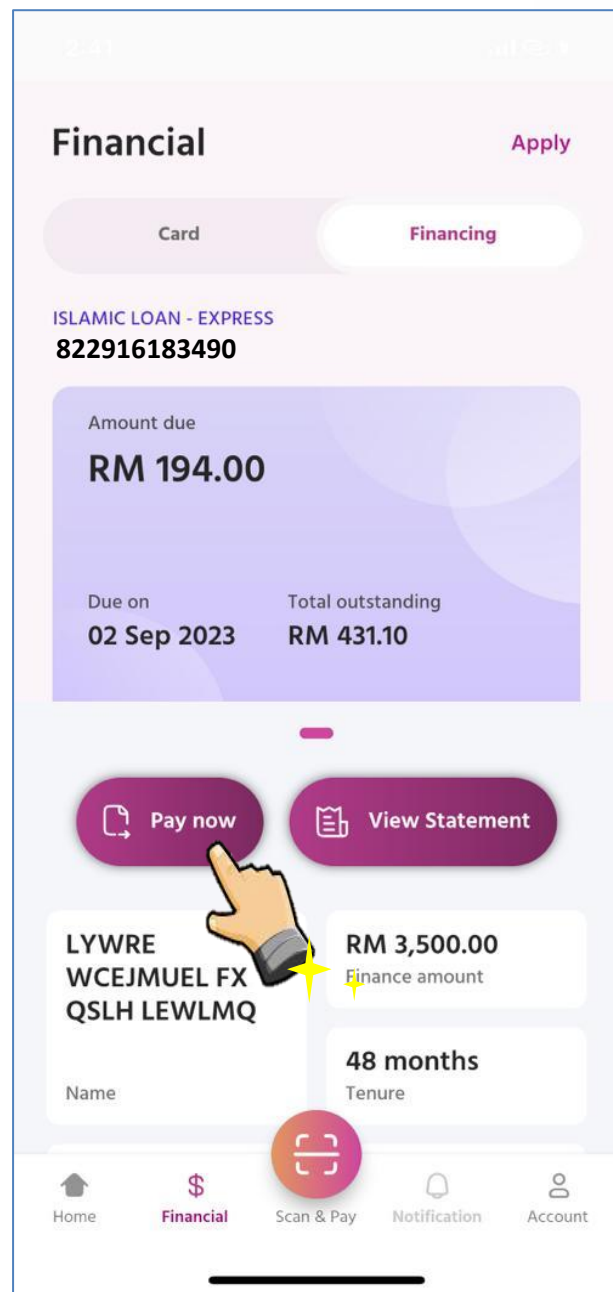 Financial
Apply
Card
Financing
ISLAMIC LOAN - EXPRESS
822916183490
Amount due
RM 194.00
Due on
Total outstanding
02 Sep 2023
RM 431.10
Pay now
View Statement
LYWRE
WCEJMUEL FX
QSLH LEWLMQ
Name
RM 3,500.00
Finance amount
48 months
Tenure
Home
Financial
Scan & Pay
Notification
Account